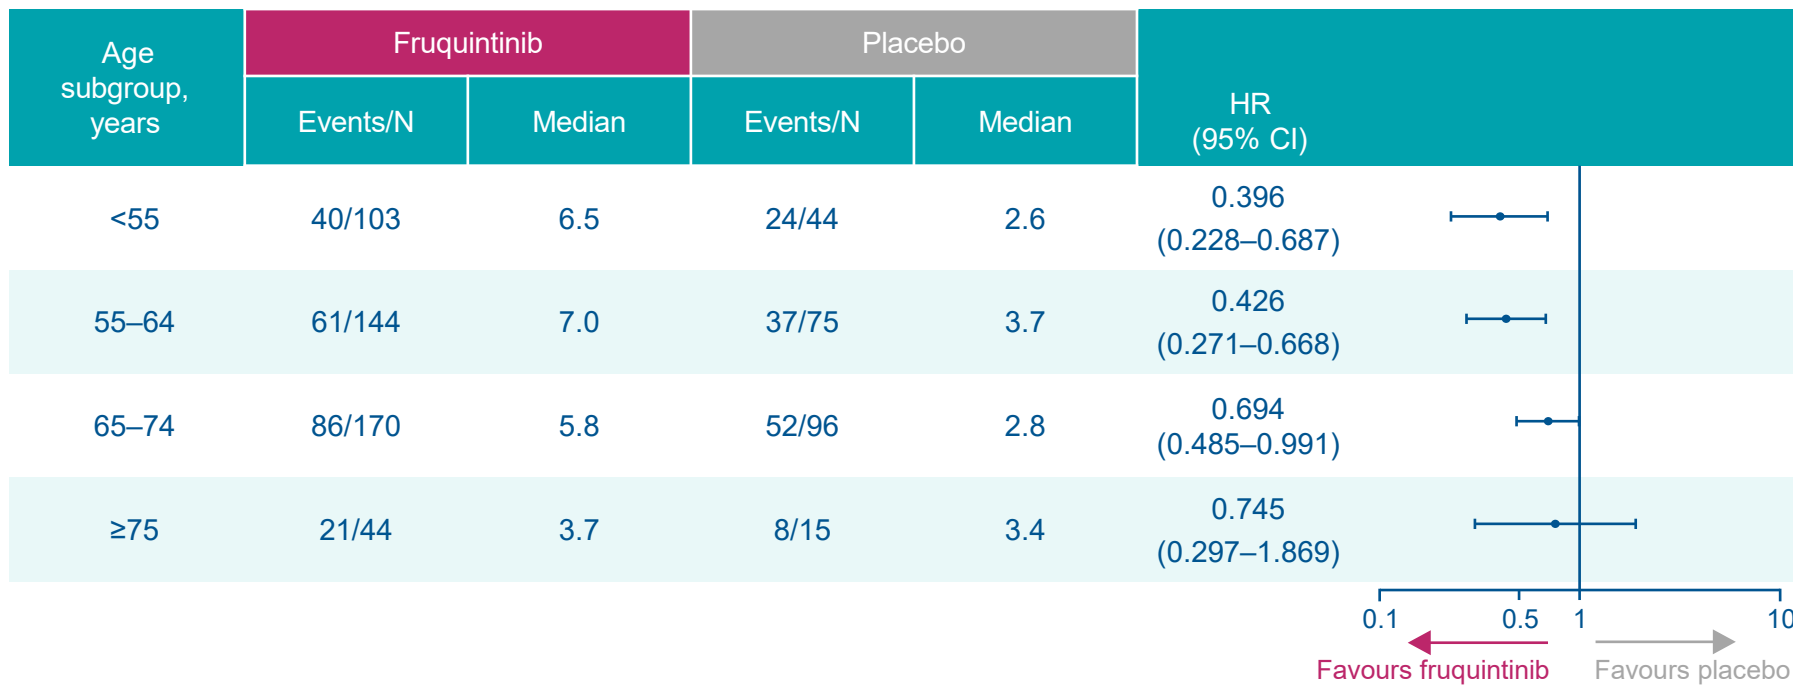 Age
subgroup,
years
Fruquintinib
Placebo
Events/N
Median
Events/N
Median
HR
(95% CI)
<55
40/103
6.5
24/44
2.6
0.396
(0.228–0.687)
55–64
61/144
7.0
37/75
3.7
0.426
(0.271–0.668)
65–74
86/170
5.8
52/96
2.8
0.694
(0.485–0.991)
≥75
21/44
3.7
8/15
3.4
0.745
(0.297–1.869)
0.1
0.5
1
10
Favours fruquintinib
Favours placebo